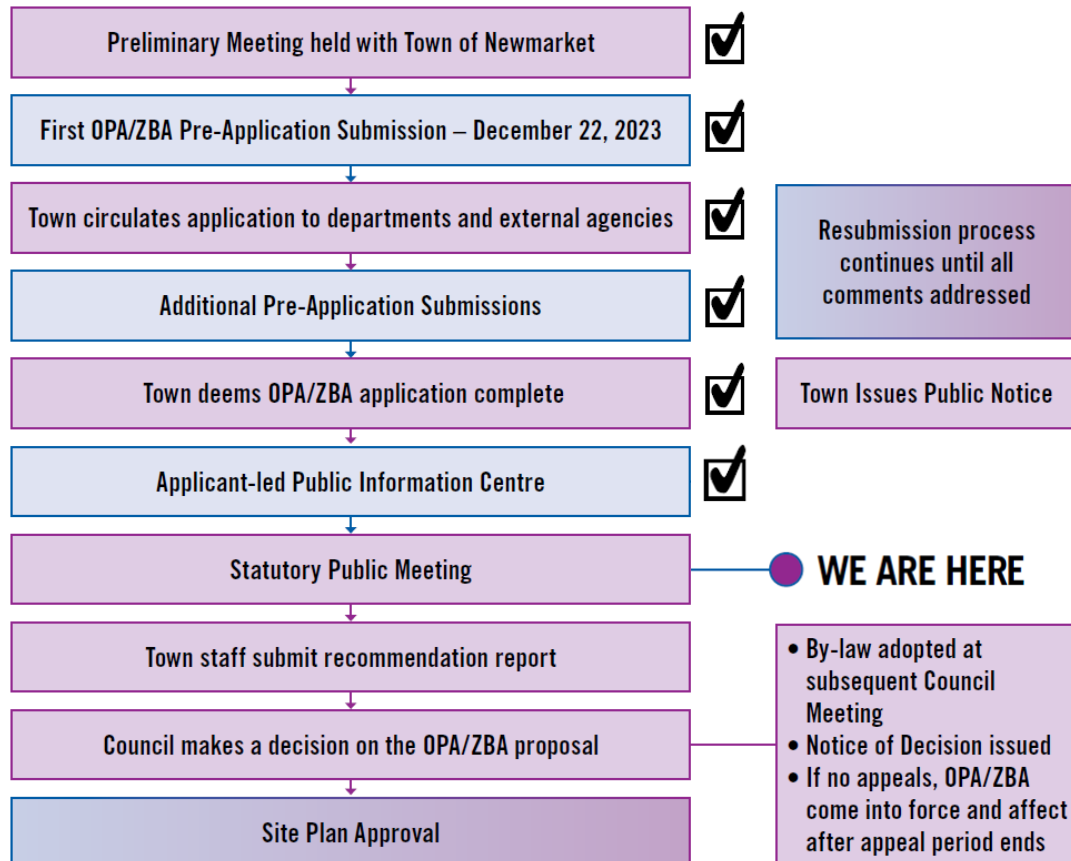 Preliminary Meeting held with Town of Newmarket
First OPA/ZBA Pre-Application Submission – December 22, 2023
Town circulates application to departments and external agencies
Resubmission process
continues until all
comments addressed
Additional Pre-Application Submissions
Town deems OPA/ZBA application complete
Town Issues Public Notice
Applicant-led Public Information Centre
Statutory Public Meeting
WE ARE HERE
Town staff submit recommendation report
Council makes a decision on the OPA/ZBA proposal
• By-law adopted at
subsequent Council
Meeting
• Notice of Decision issued
• If no appeals, OPA/ZBA
come into force and affect
after appeal period ends
Site Plan Approval